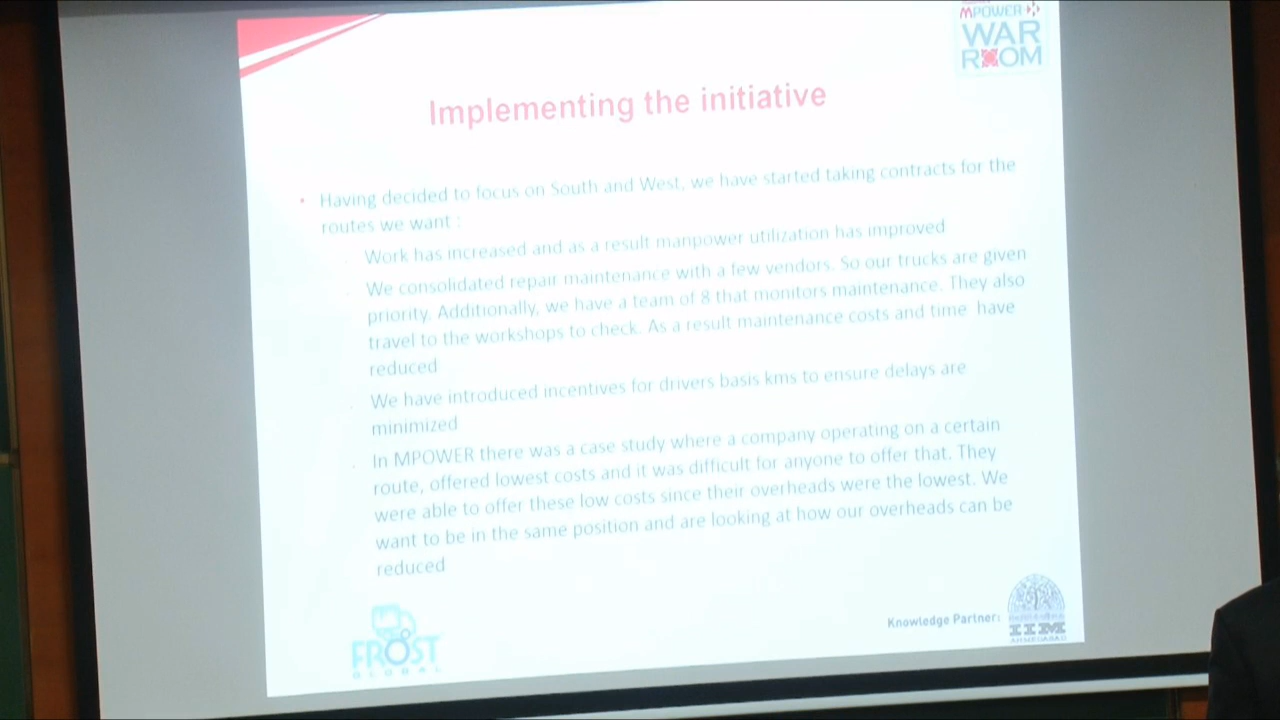 MPOWER
WAR
ROOM
Implementing the initiative
• Having decided to focus on South and West, we have started taking contracts for the
routes we want :
Work has increased and as a result manpower utilization has improved
We consolidated repair maintenance with a few vendors. So our trucks are given
priority. Additionally, we have a team of 8 that monitors maintenance. They also
travel to the workshops to check. As a result maintenance costs and time have
reduced
We have introduced incentives for drivers basis kms to ensure delays are
minimized
In MPOWER there was a case study where a company operating on a certain
route, offered lowest costs and it was difficult for anyone to offer that. They
were able to offer these low costs since their overheads were the lowest. We
want to be in the same position and are looking at how our overheads can be
reduced
FROST
GLOBAL
Knowledge Partner:
IIM
AHMEDABAD